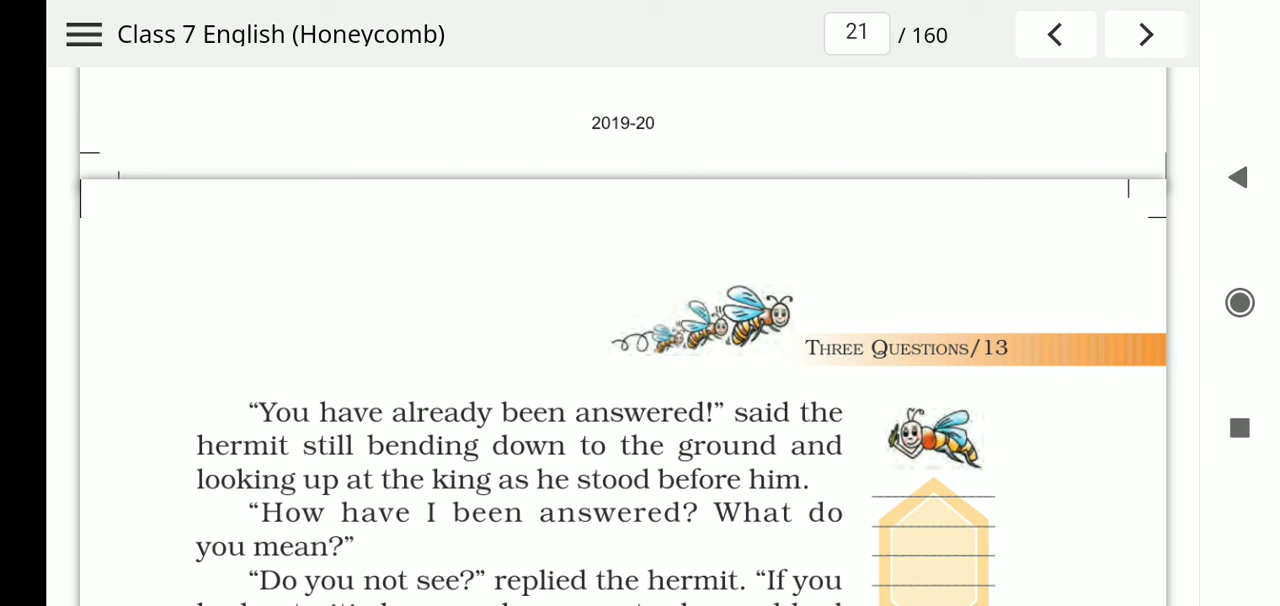 Class 7 English (Honeycomb)
21 / 160
2019-20
THREE QUESTIONS/13
“You have already been answered!” said the
hermit still bending down to the ground and
looking up at the king as he stood before him.
“How have I been answered? What do
you mean?”
“Do you not see?” replied the hermit. “If you